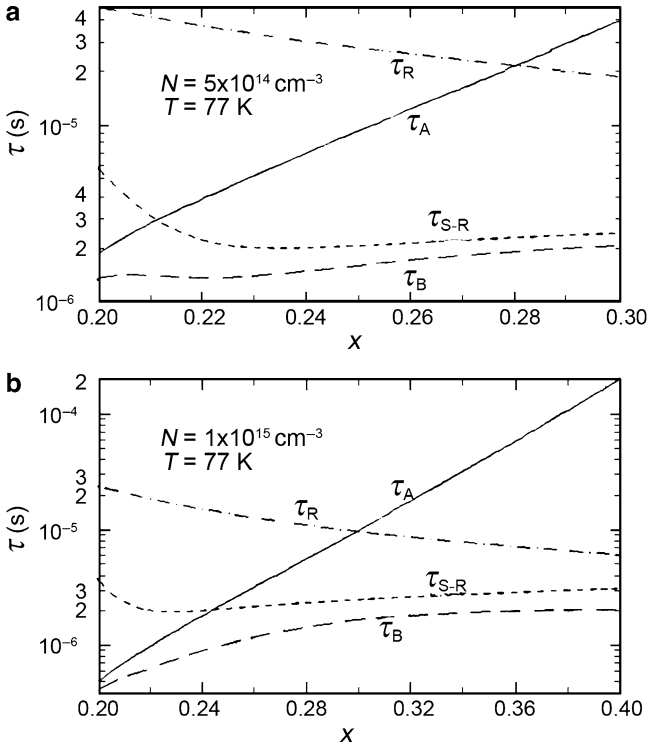 a
4
3
2
10⁻⁵
4
3
2
10⁻⁶
τ (s)
N = 5x10¹⁴ cm⁻³
T = 77 K
τR
τA
τS-R
τB
0.20 0.22 0.24 0.26 0.28 0.30
x
b
2
10⁻⁴
3
2
10⁻⁵
3
2
10⁻⁶
τ (s)
N = 1x10¹⁵ cm⁻³
T = 77 K
τA
τR
τS-R
τB
0.20 0.24 0.28 0.32 0.36 0.40
x